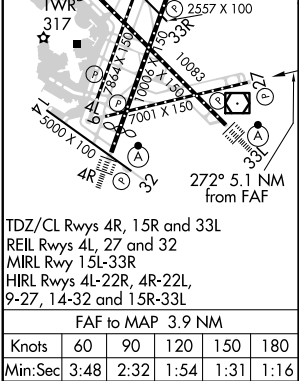 TWR
317
2557 X 100
33R
7864 X 150
10006 X 150
10083
27
4L
9
7001 X 150
14
5000 X 100
4R
32
33L
A
A
P
P
P
P
P
272° 5.1 NM
from FAF
TDZ/CL Rwys 4R, 15R and 33L
REIL Rwys 4L, 27 and 32
MIRL Rwy 15L-33R
HIRL Rwys 4L-22R, 4R-22L,
9-27, 14-32 and 15R-33L
FAF to MAP 3.9 NM
Knots 60 90 120 150 180
Min:Sec 3:48 2:32 1:54 1:31 1:16